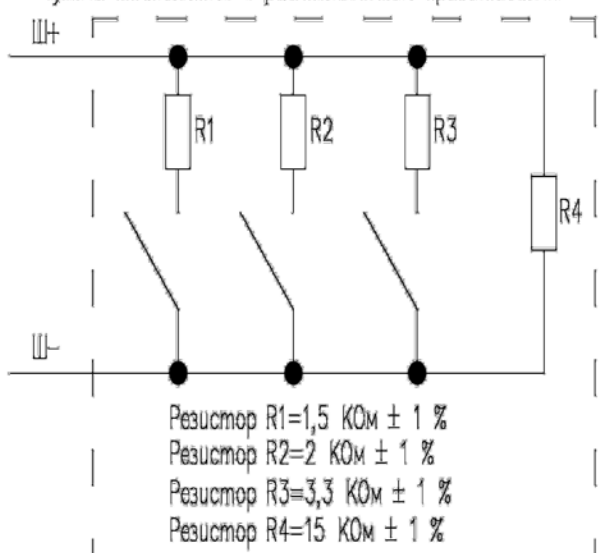 Ш+
R1 R2 R3
R4
Ш-
Резистор R1=1,5 КОм ± 1 %
Резистор R2=2 КОм ± 1 %
Резистор R3=3,3 КОм ± 1 %
Резистор R4=15 КОм ± 1 %